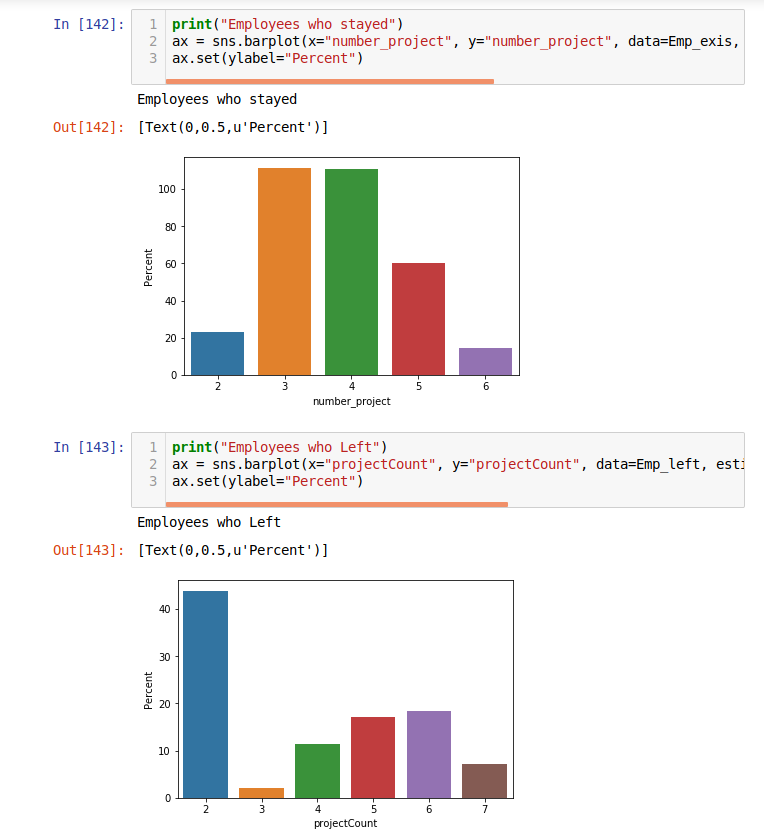 In [142]:
1 print("Employees who stayed")
2 ax = sns.barplot(x="number_project", y="number_project", data=Emp_exis,
3 ax.set(ylabel="Percent")
Employees who stayed
Out[142]: [Text(0,0.5,u'Percent')]
100
80
60
40
20
0
Percent
2 3 4 5 6
number_project
In [143]:
1 print("Employees who Left")
2 ax = sns.barplot(x="projectCount", y="projectCount", data=Emp_left, esti
3 ax.set(ylabel="Percent")
Employees who Left
Out[143]: [Text(0,0.5,u'Percent')]
40
30
20
10
0
Percent
2 3 4 5 6 7
projectCount